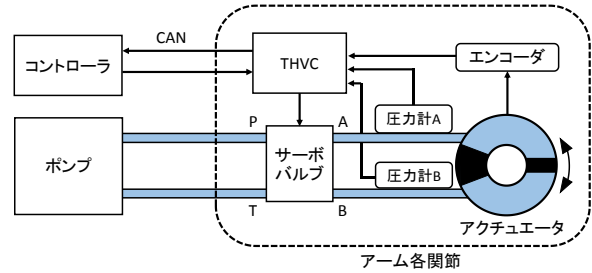 CAN
コントローラ
THVC
エンコーダ
圧力計A
P
A
ポンプ
サーボ
バルブ
圧力計B
T
B
アクチュエータ
アーム各関節